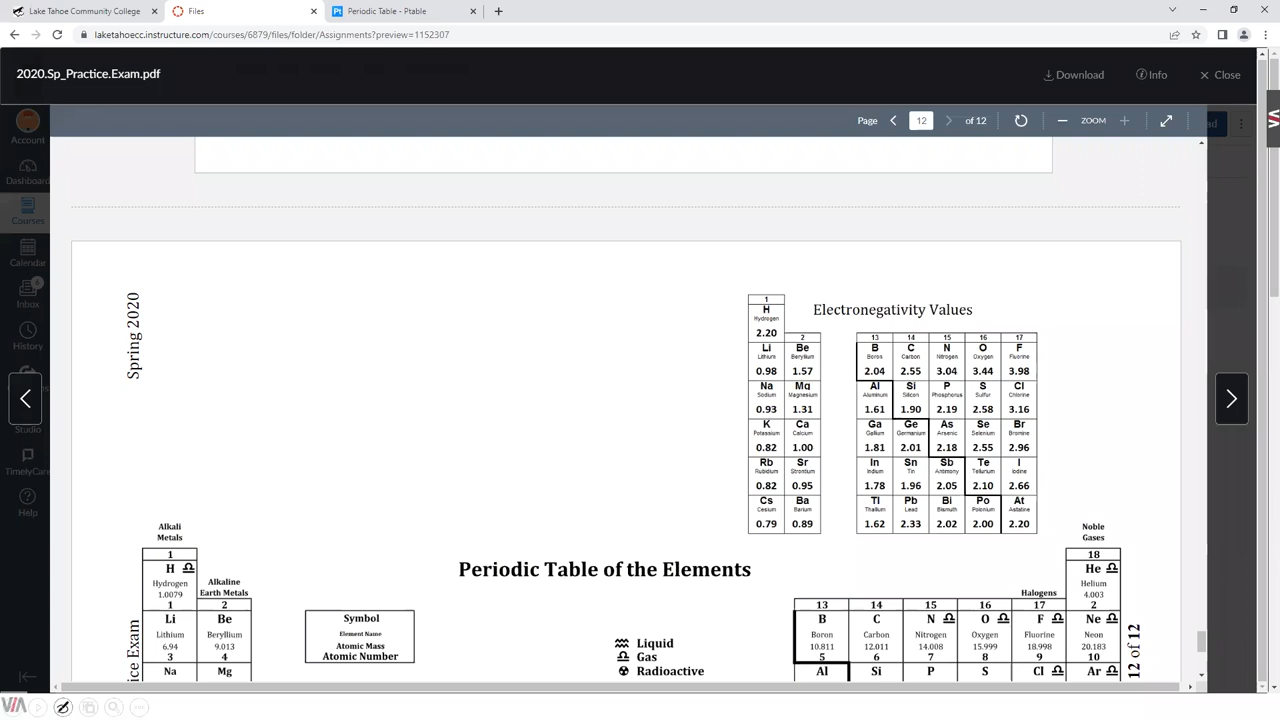 Lake Tahoe Community College
Files
Periodic Table - Ptable
laketahoecc.instructure.com/courses/6879/files/folder/Assignments?preview=1152307
2020.Sp_Practice.Exam.pdf
Download
Info
Close
Page
12
of 12
ZOOM
Account
Dashboard
Courses
Calendar
Inbox
History
Studio
TimelyCare
Help
Spring 2020
Electronegativity Values
1
H
Hydrogen
2.20
2
13 14 15 16 17
Li Be B C N O F
Lithium Beryllium Boron Carbon Nitrogen Oxygen Fluorine
0.98 1.57 2.04 2.55 3.04 3.44 3.98
Na Mg Al Si P S Cl
Sodium Magnesium Aluminum Silicon Phosphorus Sulfur Chlorine
0.93 1.31 1.61 1.90 2.19 2.58 3.16
K Ca Ga Ge As Se Br
Potassium Calcium Gallium Germanium Arsenic Selenium Bromine
0.82 1.00 1.81 2.01 2.18 2.55 2.96
Rb Sr In Sn Sb Te I
Rubidium Strontium Indium Tin Antimony Tellurium Iodine
0.82 0.95 1.78 1.96 2.05 2.10 2.66
Cs Ba Tl Pb Bi Po At
Cesium Barium Thallium Lead Bismuth Polonium Astatine
0.79 0.89 1.62 2.33 2.02 2.00 2.20
Periodic Table of the Elements
Alkali
Metals
1
H
Hydrogen
1.0079
1
Alkaline
Earth Metals
2
Li Be
Lithium Beryllium
6.94 9.013
3 4
Na Mg
Symbol
Element Name
Atomic Mass
Atomic Number
Liquid
Gas
Radioactive
Noble
Gases
18
He
Helium
4.003
2
Halogens
13 14 15 16 17
B C N O F Ne
Boron Carbon Nitrogen Oxygen Fluorine Neon
10.811 12.011 14.008 15.999 18.998 20.183
5 6 7 8 9 10
Al Si P S Cl Ar
ice Exam
12 of 12
VIA